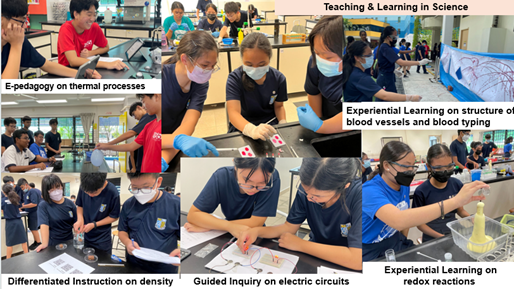 Teaching & Learning in Science
E-pedagogy on thermal processes
Experiential Learning on structure of
blood vessels and blood typing
Differentiated Instruction on density
Guided Inquiry on electric circuits
Experiential Learning on
redox reactions